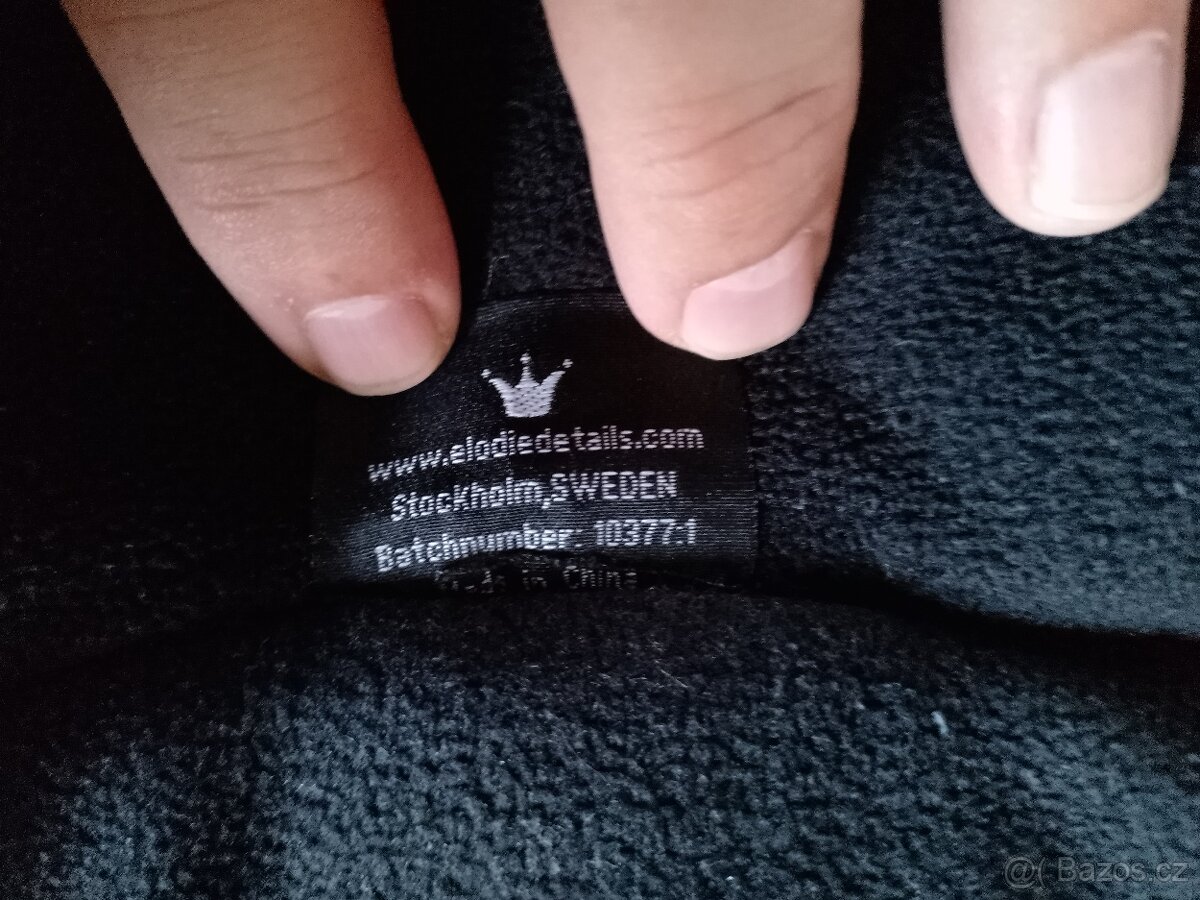 www.elodiedetails.com
Stockholm,SWEDEN
Batchnumber: 10377:1
Made in China
@( Bazos.cz